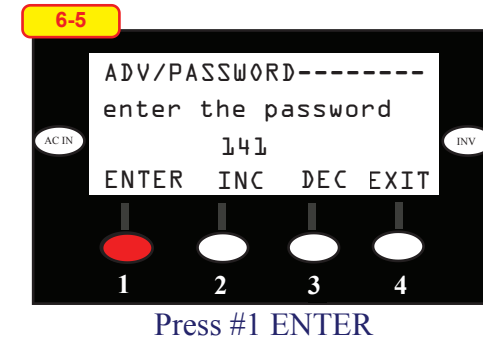 6-5
ADV/PASSWORD--------
enter the password
141
AC IN
INV
ENTER INC DEC EXIT
1 2 3 4
Press #1 ENTER